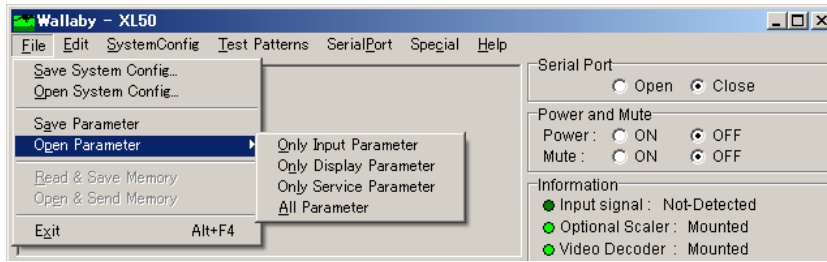 Wallaby - XL50
File Edit SystemConfig Test Patterns SerialPort Special Help
Save System Config...
Open System Config...
Save Parameter
Open Parameter
Read & Save Memory
Open & Send Memory
Exit Alt+F4
Only Input Parameter
Only Display Parameter
Only Service Parameter
All Parameter
Serial Port
Open Close
Power and Mute
Power : ON OFF
Mute : ON OFF
Information
Input signal : Not-Detected
Optional Scaler : Mounted
Video Decoder : Mounted